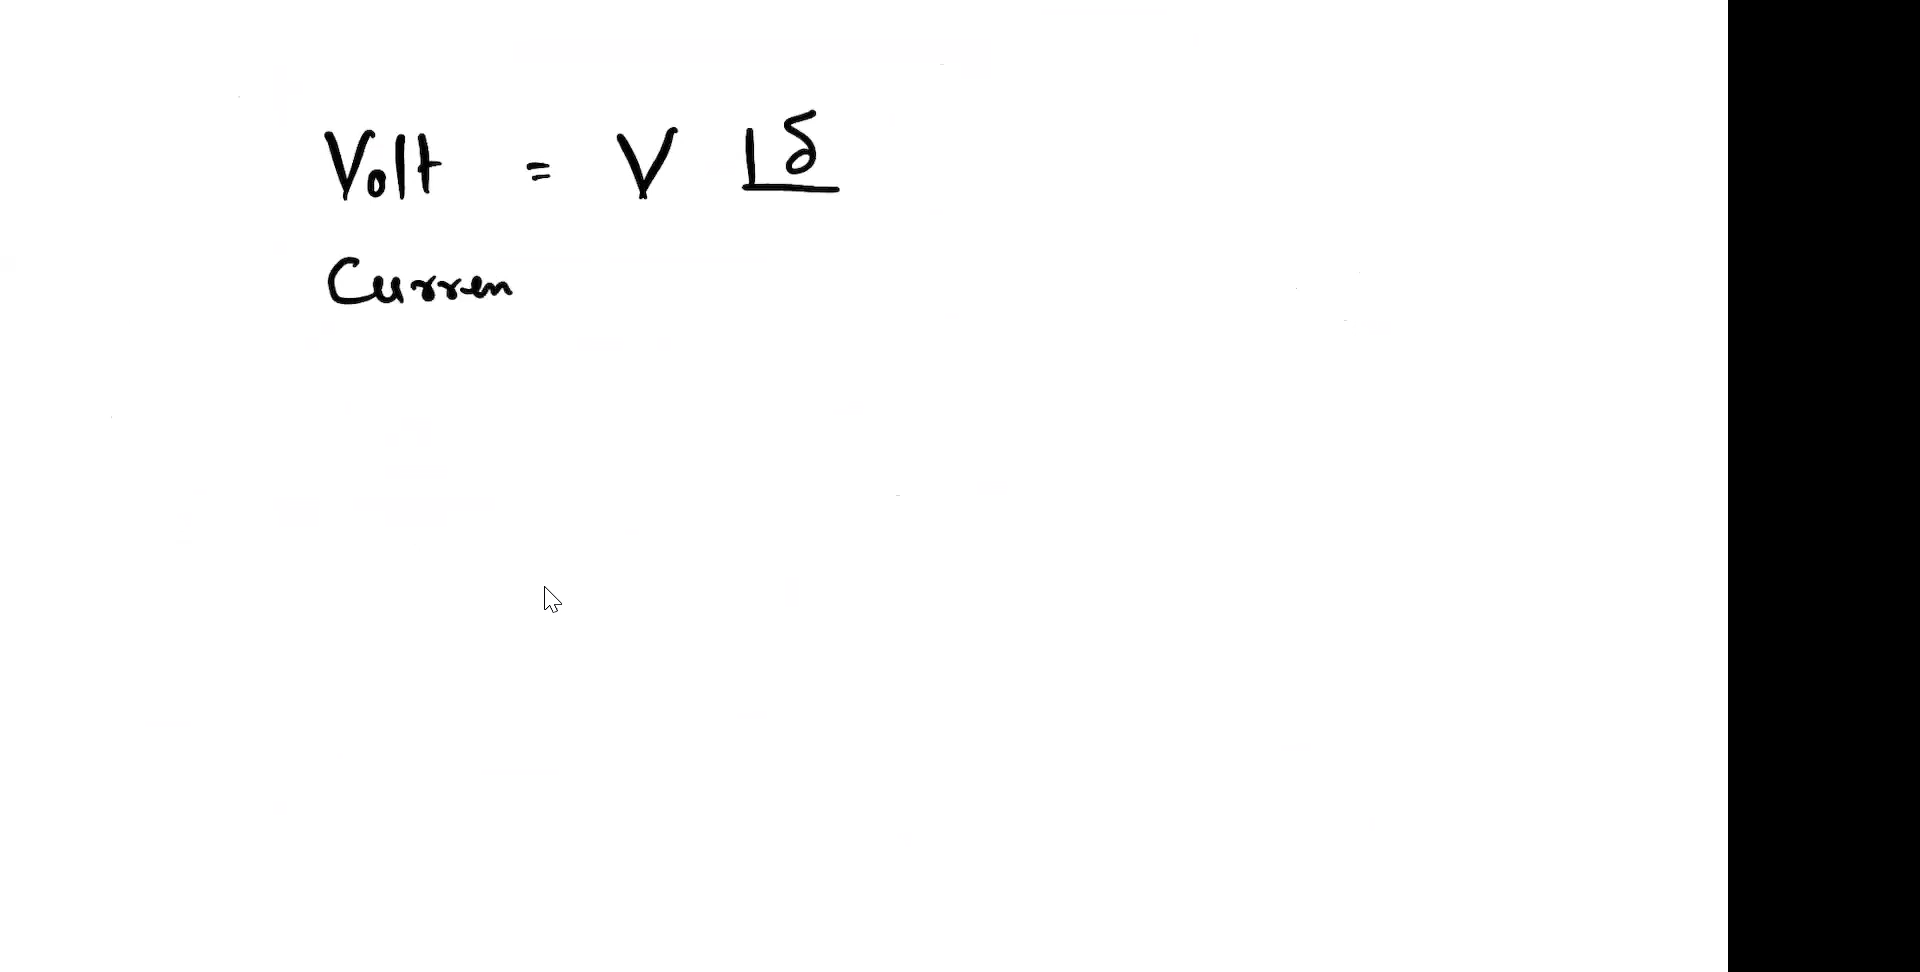 Volt = V ∠δ
Curren